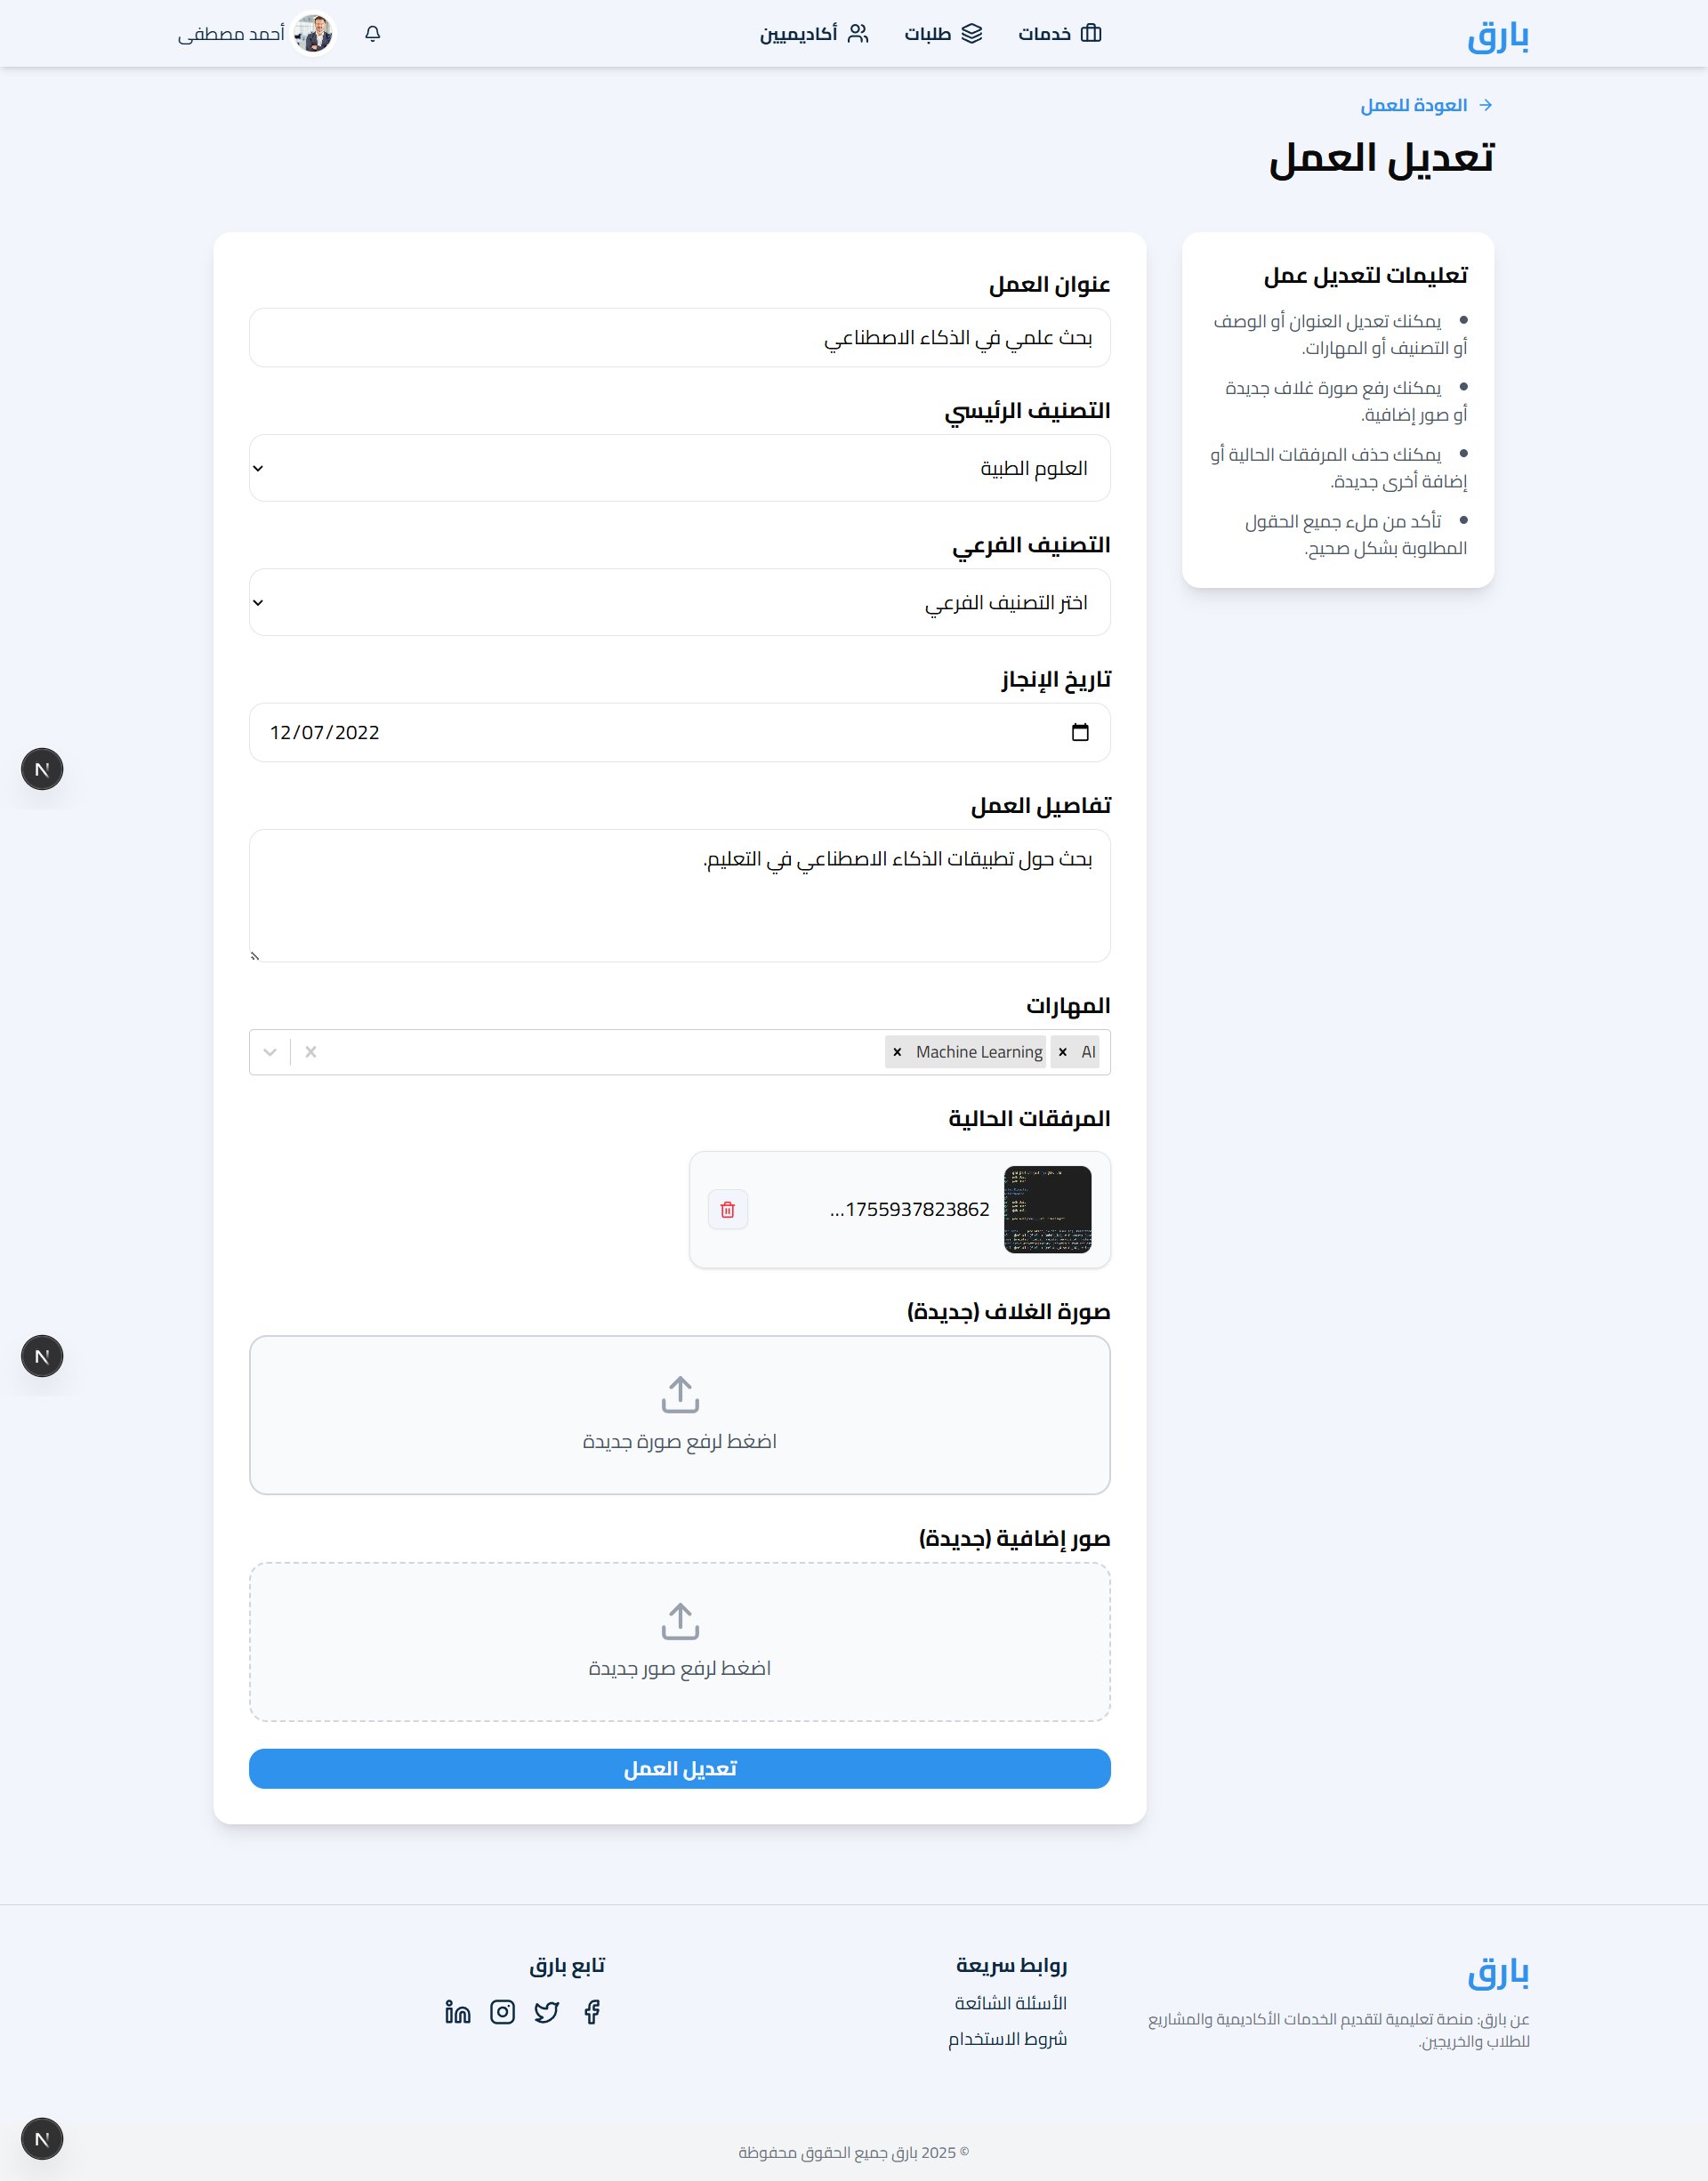 بارق
خدمات
طلبات
أكاديميين
أحمد مصطفى
العودة للعمل
تعديل العمل
تعليمات لتعديل عمل
يمكنك تعديل العنوان أو الوصف
أو التصنيف أو المهارات.
يمكنك رفع صورة غلاف جديدة
أو صور إضافية.
يمكنك حذف المرفقات الحالية أو
إضافة أخرى جديدة.
تأكد من ملء جميع الحقول
المطلوبة بشكل صحيح.
عنوان العمل
بحث علمي في الذكاء الاصطناعي
التصنيف الرئيسي
العلوم الطبية
التصنيف الفرعي
اختر التصنيف الفرعي
تاريخ الإنجاز
12/07/2022
تفاصيل العمل
بحث حول تطبيقات الذكاء الاصطناعي في التعليم.
المهارات
AI
Machine Learning
المرفقات الحالية
1755937823862...
صورة الغلاف (جديدة)
اضغط لرفع صورة جديدة
صور إضافية (جديدة)
اضغط لرفع صور جديدة
تعديل العمل
بارق
عن بارق: منصة تعليمية لتقديم الخدمات الأكاديمية والمشاريع
للطلاب والخريجين.
روابط سريعة
الأسئلة الشائعة
شروط الاستخدام
تابع بارق
© 2025 بارق جميع الحقوق محفوظة
N
N
N